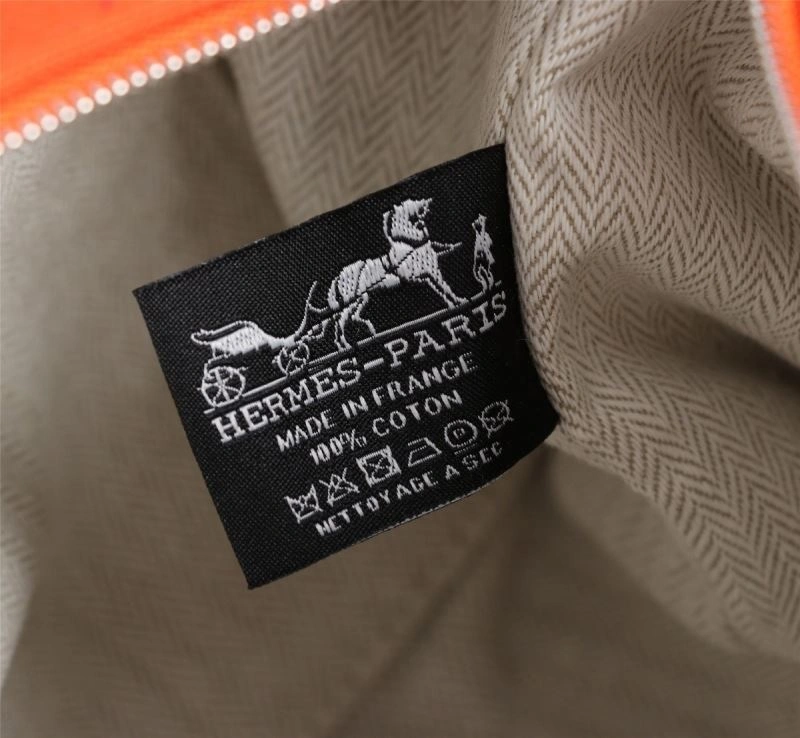 HERMES-PARIS
MADE IN FRANCE
100% COTON
NETTOYAGE A SEC